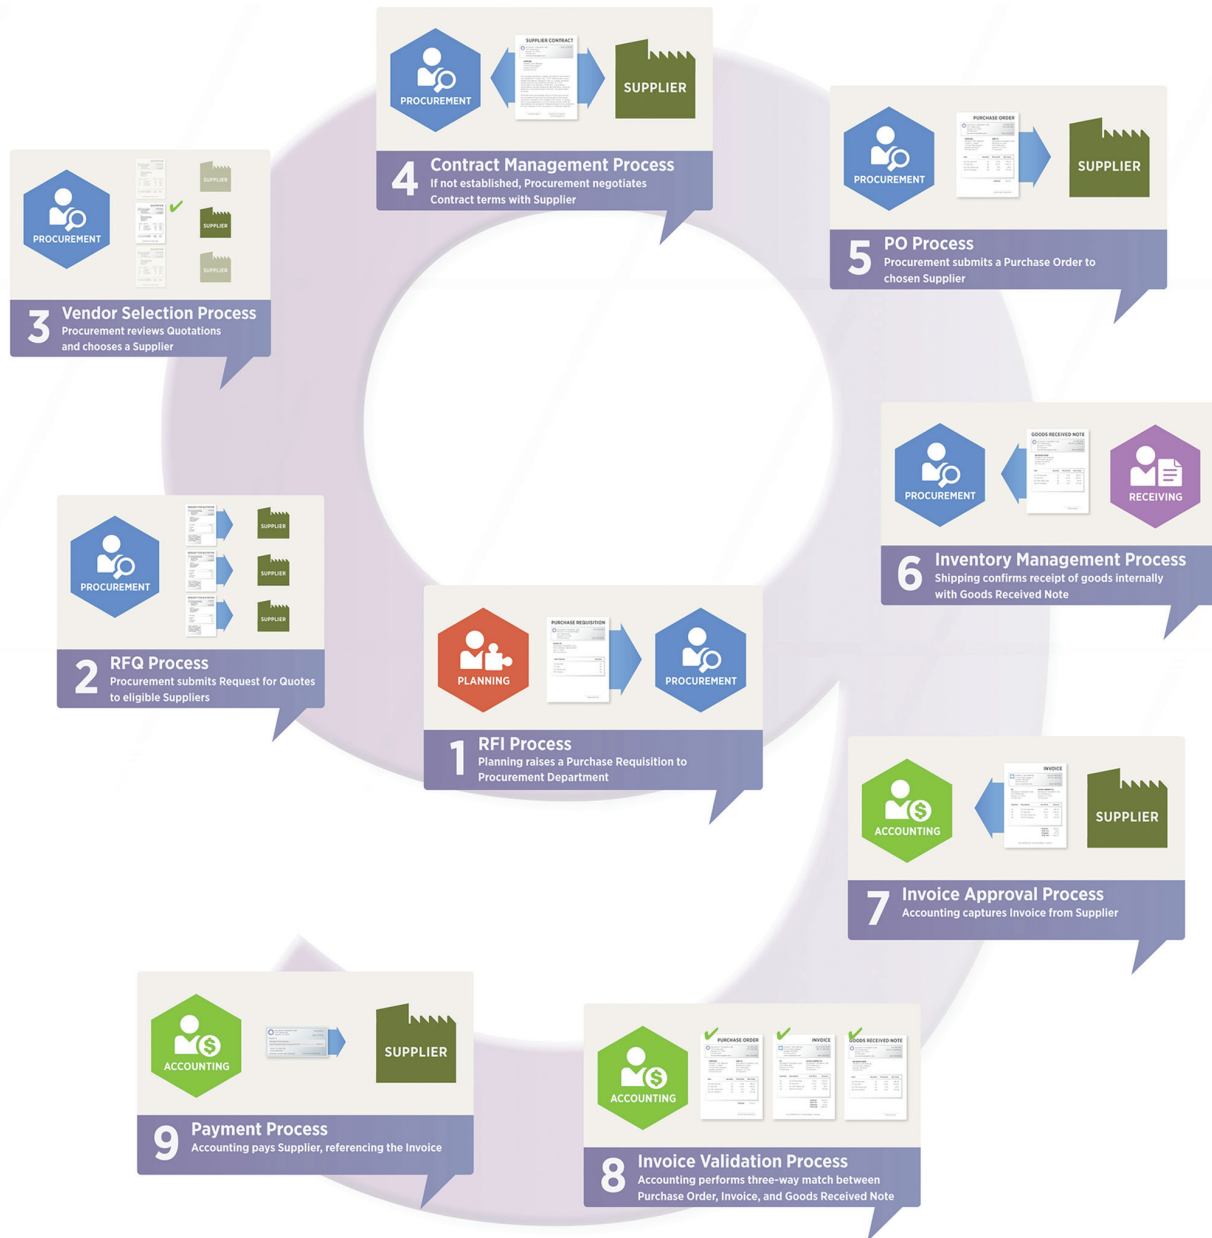 PLANNING
PURCHASE REQUISITION
PROCUREMENT
1
RFI Process
Planning raises a Purchase Requisition to
Procurement Department
PROCUREMENT
SUPPLIER
SUPPLIER
SUPPLIER
2
RFQ Process
Procurement submits Request for Quotes
to eligible Suppliers
PROCUREMENT
SUPPLIER
SUPPLIER
SUPPLIER
3
Vendor Selection Process
Procurement reviews Quotations
and chooses a Supplier
PROCUREMENT
SUPPLIER CONTRACT
SUPPLIER
4
Contract Management Process
If not established, Procurement negotiates
Contract terms with Supplier
PROCUREMENT
PURCHASE ORDER
SUPPLIER
5
PO Process
Procurement submits a Purchase Order to
chosen Supplier
PROCUREMENT
GOODS RECEIVED NOTE
RECEIVING
6
Inventory Management Process
Shipping confirms receipt of goods internally
with Goods Received Note
ACCOUNTING
INVOICE
SUPPLIER
7
Invoice Approval Process
Accounting captures Invoice from Supplier
ACCOUNTING
PURCHASE ORDER
INVOICE
GOODS RECEIVED NOTE
8
Invoice Validation Process
Accounting performs three-way match between
Purchase Order, Invoice, and Goods Received Note
ACCOUNTING
SUPPLIER
9
Payment Process
Accounting pays Supplier, referencing the Invoice